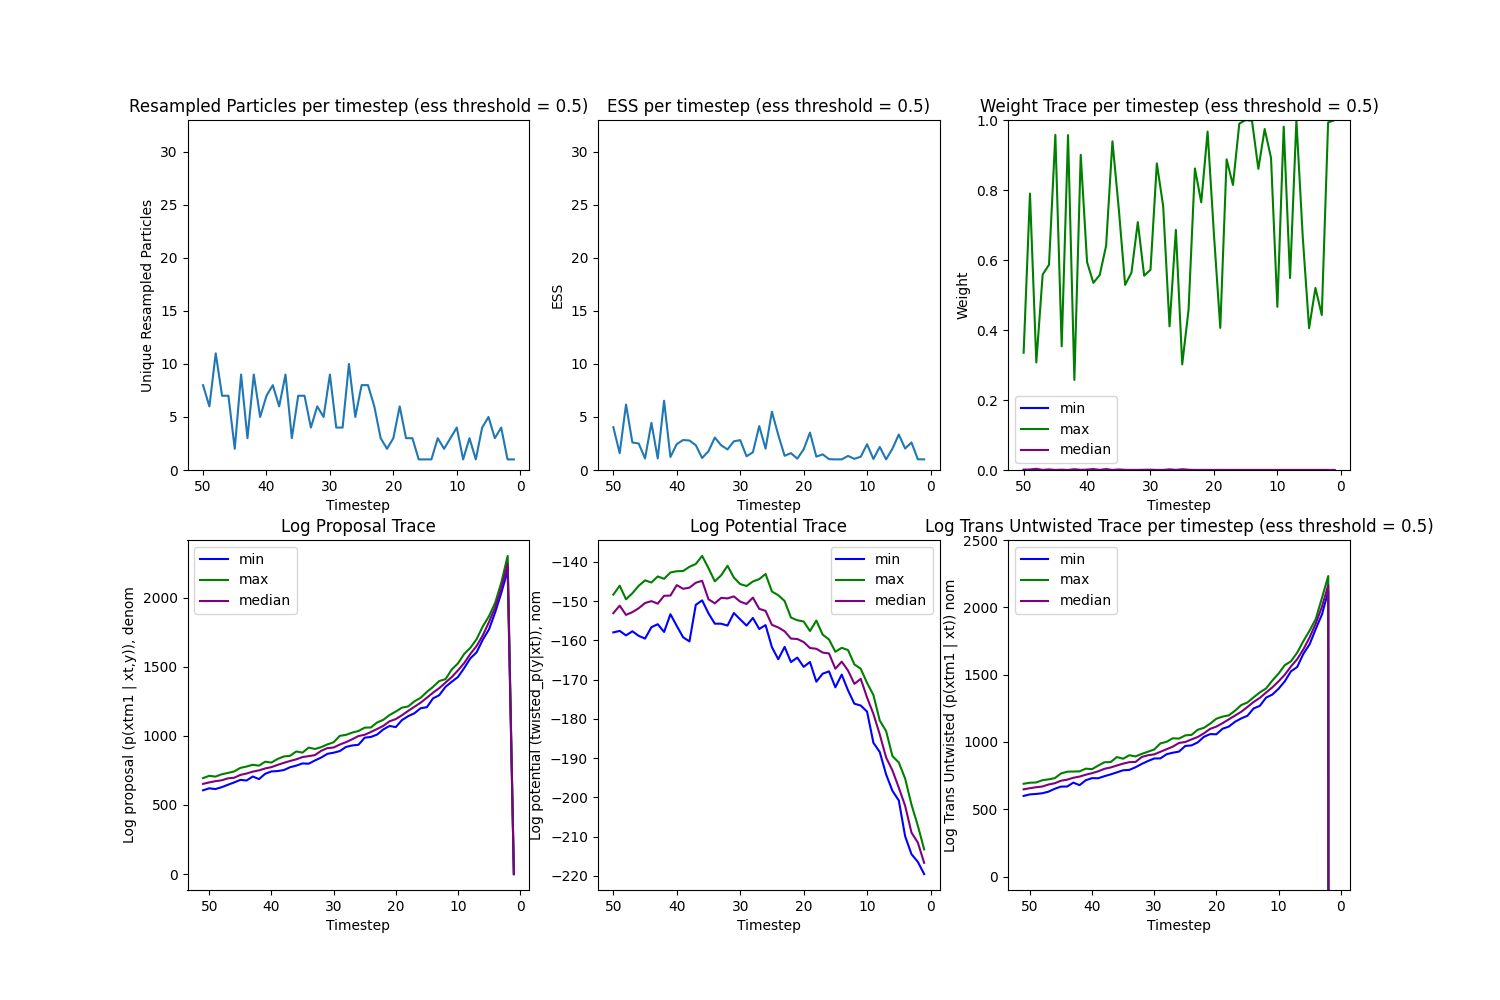 Resampled Particles per timestep (ess threshold = 0.5)
Unique Resampled Particles
30
25
20
15
10
5
0
50 40 30 20 10 0
Timestep
ESS per timestep (ess threshold = 0.5)
ESS
30
25
20
15
10
5
0
50 40 30 20 10 0
Timestep
Weight Trace per timestep (ess threshold = 0.5)
Weight
1.0
0.8
0.6
0.4
0.2
0.0
min
max
median
50 40 30 20 10 0
Timestep
Log Proposal Trace
Log proposal (p(xtm1 | xt,y)), denom
2000
1500
1000
500
0
min
max
median
50 40 30 20 10 0
Timestep
Log Potential Trace
Log potential (twisted_p(y|xt)), nom
−140
−150
−160
−170
−180
−190
−200
−210
−220
min
max
median
50 40 30 20 10 0
Timestep
Log Trans Untwisted Trace per timestep (ess threshold = 0.5)
Log Trans Untwisted (p(xtm1 | xt)) nom
2500
2000
1500
1000
500
0
min
max
median
50 40 30 20 10 0
Timestep